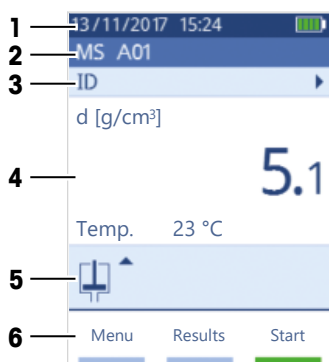 1 13/11/2017 15:24
2 MS A01
3 ID
d [g/cm³]
4 5.1
Temp. 23 °C
5
6 Menu Results Start